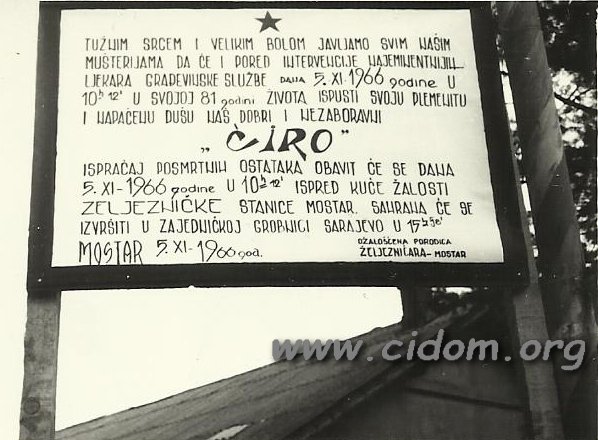 TUŽNIM SRCEM I VELIKIM BOLOM JAVLJAMO SVIM NAŠIM
MUŠTERIJAMA DA ĆE I PORED INTERVENCIJE NAJEMINENTNIJIH
LJEKARA GRAĐEVINSKE SLUŽBE DANA 5. XI. 1966 godine U
10h 12' U SVOJOJ 81 godini ŽIVOTA ISPUSTI SVOJU PLEMENITU
I NAPAĆENU DUŠU NAŠ DOBRI I NEZABORAVNI
„ĆIRO"
ISPRAĆAJ POSMRTNIH OSTATAKA OBAVIT ĆE SE DANA
5. XI-1966 godine U 10h 12' ISPRED KUĆE ŽALOSTI
ŽELJEZNIČKE STANICE MOSTAR. SAHRANA ĆE SE
IZVRŠITI U ZAJEDNIČKOJ GROBNICI SARAJEVO U
MOSTAR 5. XI-1966 god.
OŽALOŠĆENA PORODICA
ŽELJEZNIČARA-MOSTAR
www.cidom.org